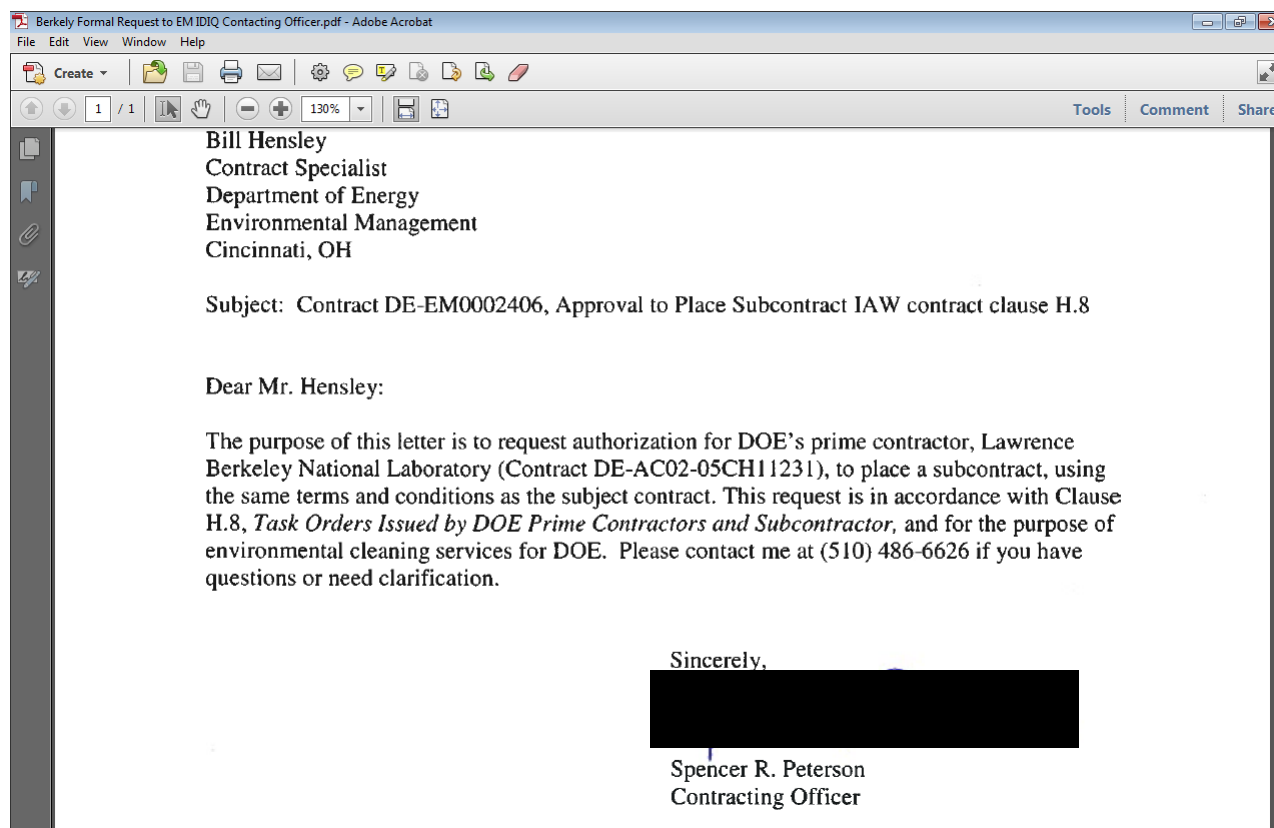 Berkely Formal Request to EM IDIQ Contacting Officer.pdf - Adobe Acrobat
File Edit View Window Help
Create
1 / 1 130% Tools Comment Share
Bill Hensley
Contract Specialist
Department of Energy
Environmental Management
Cincinnati, OH
Subject: Contract DE-EM0002406, Approval to Place Subcontract IAW contract clause H.8
Dear Mr. Hensley:
The purpose of this letter is to request authorization for DOE's prime contractor, Lawrence
Berkeley National Laboratory (Contract DE-AC02-05CH11231), to place a subcontract, using
the same terms and conditions as the subject contract. This request is in accordance with Clause
H.8, Task Orders Issued by DOE Prime Contractors and Subcontractor, and for the purpose of
environmental cleaning services for DOE. Please contact me at (510) 486-6626 if you have
questions or need clarification.
Sincerely,
Spencer R. Peterson
Contracting Officer